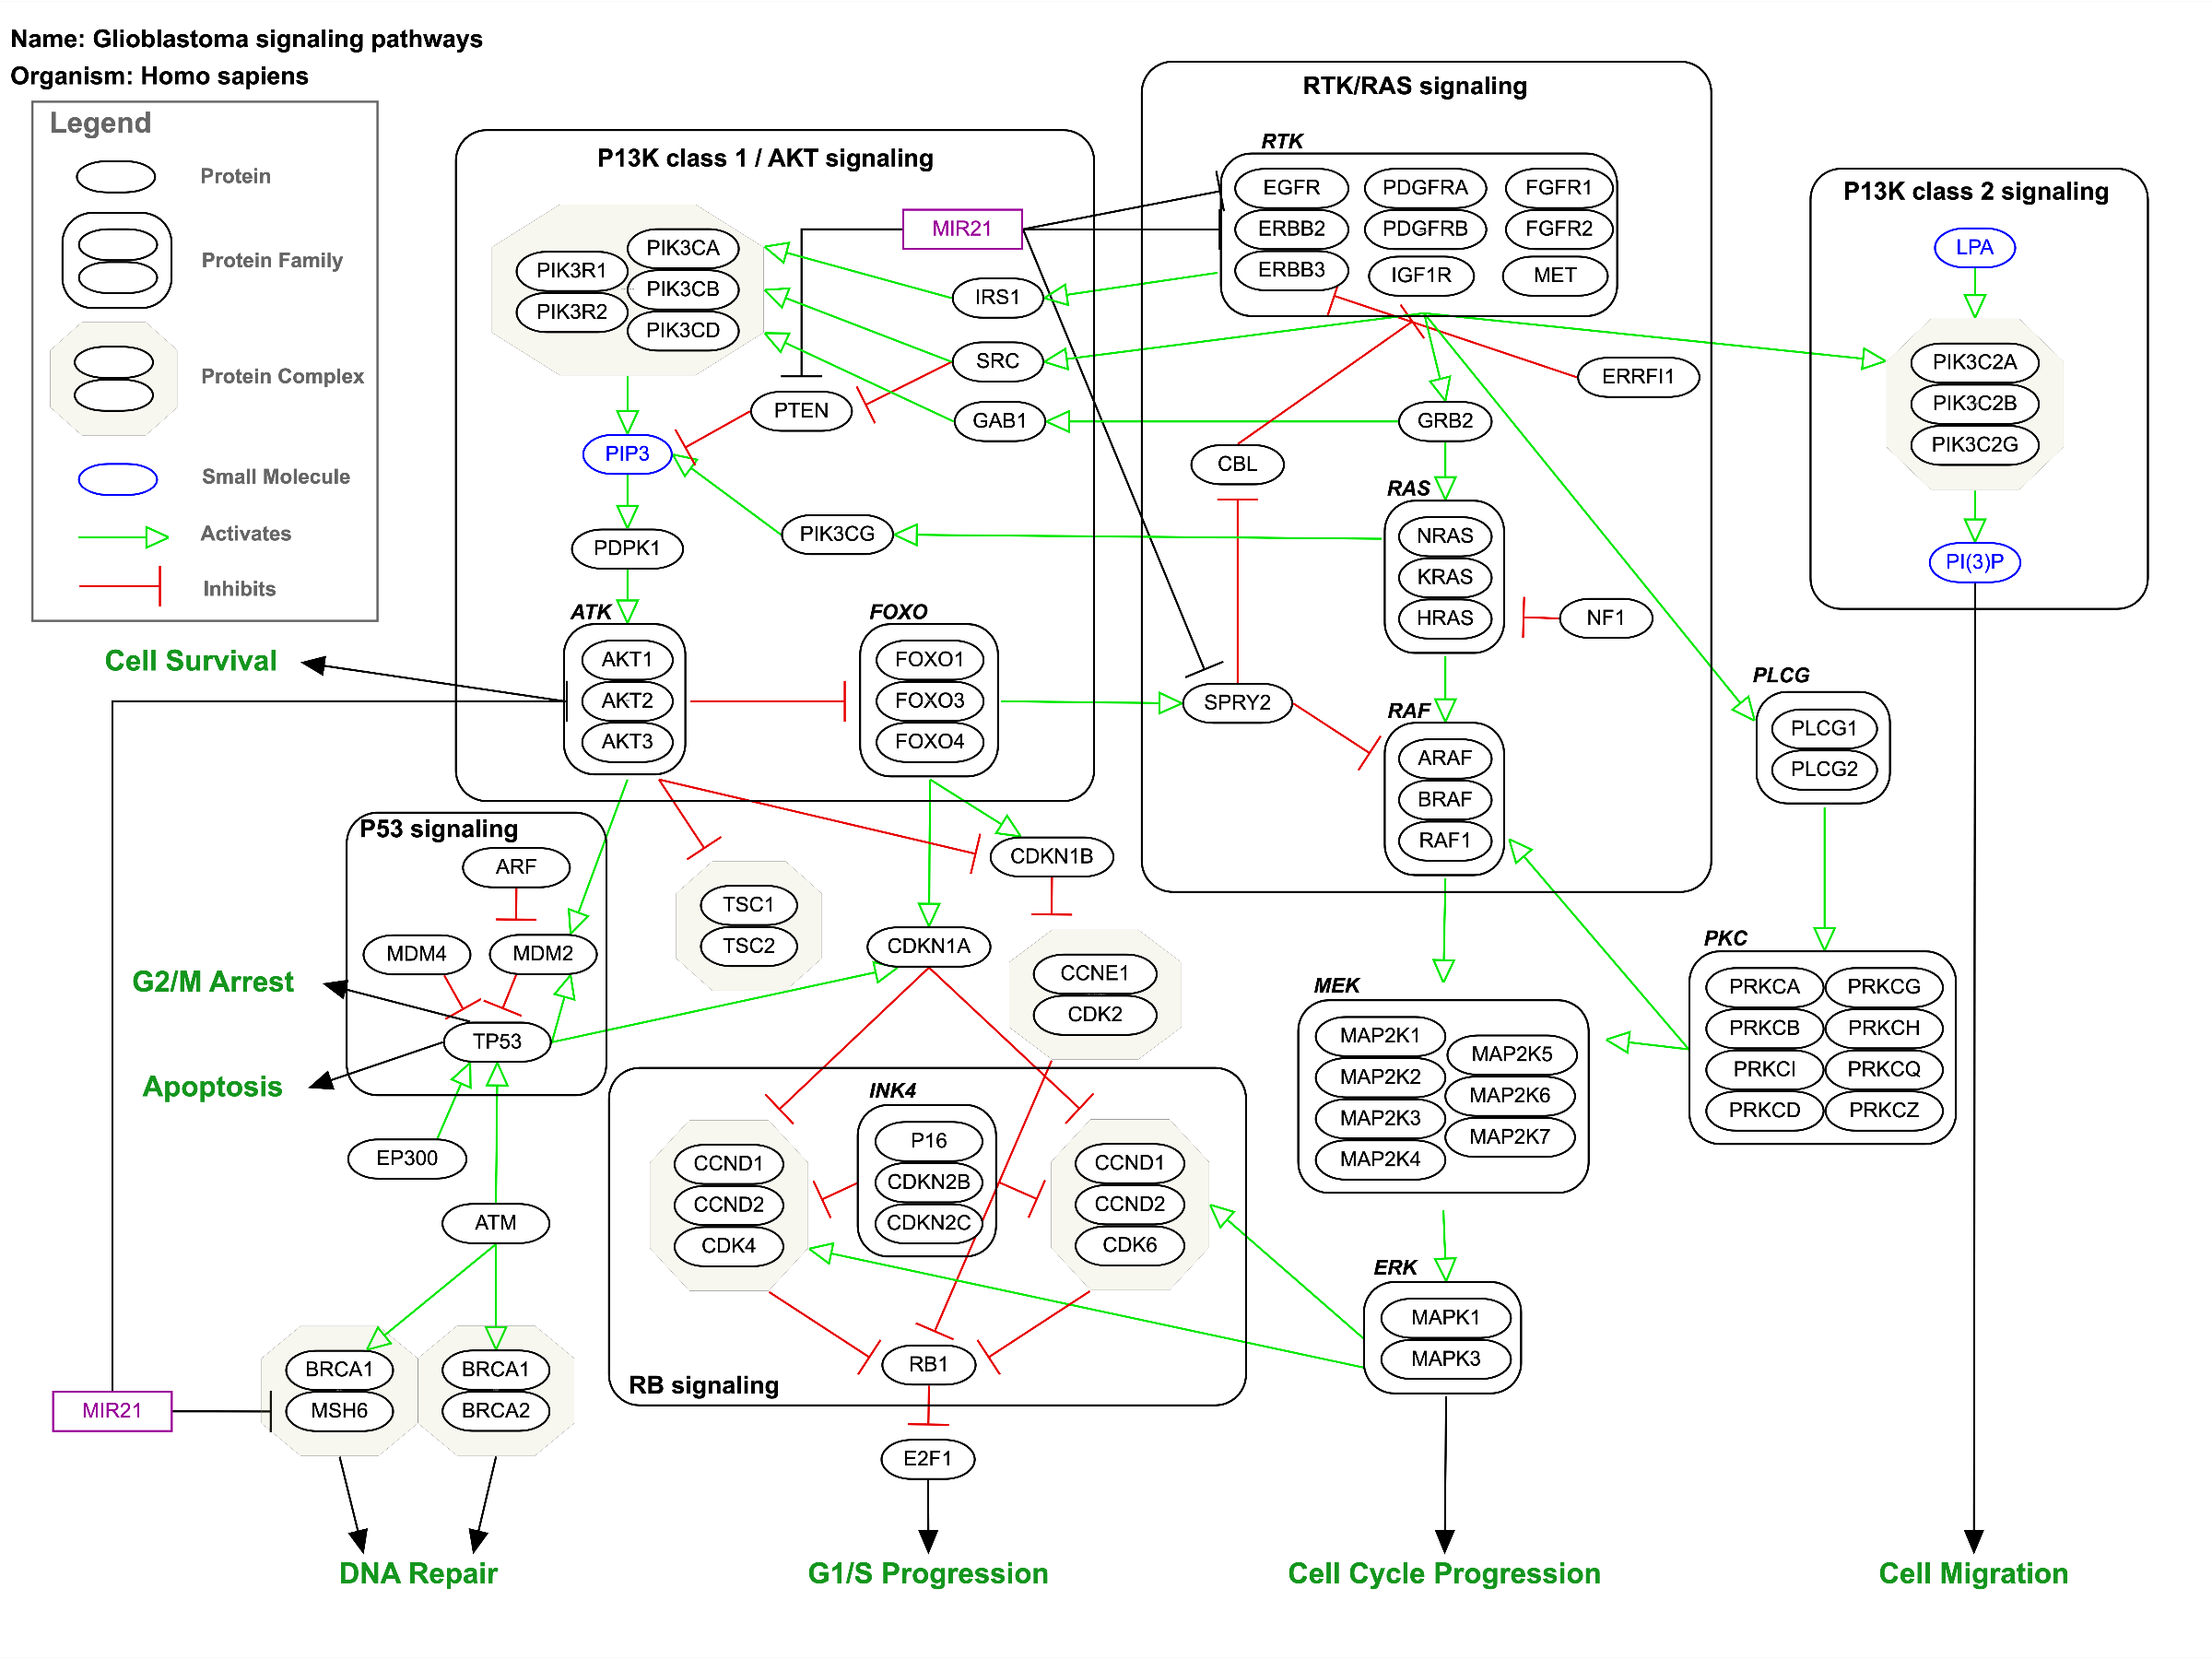 Name: Glioblastoma signaling pathways
Organism: Homo sapiens
Legend
Protein
Protein Family
Protein Complex
Small Molecule
Activates
Inhibits
P13K class 1 / AKT signaling
MIR21
PIK3CA
PIK3R1
PIK3CB
PIK3R2
PIK3CD
IRS1
SRC
GAB1
PTEN
PIP3
PIK3CG
PDPK1
ATK
AKT1
AKT2
AKT3
FOXO
FOXO1
FOXO3
FOXO4
RTK/RAS signaling
RTK
EGFR
PDGFRA
FGFR1
ERBB2
PDGFRB
FGFR2
ERBB3
IGF1R
MET
ERRFI1
GRB2
CBL
RAS
NRAS
KRAS
HRAS
NF1
SPRY2
RAF
ARAF
BRAF
RAF1
P13K class 2 signaling
LPA
PIK3C2A
PIK3C2B
PIK3C2G
PI(3)P
PLCG
PLCG1
PLCG2
PKC
PRKCA
PRKCG
PRKCB
PRKCH
PRKCI
PRKCQ
PRKCD
PRKCZ
Cell Survival
P53 signaling
ARF
MDM4
MDM2
TP53
G2/M Arrest
Apoptosis
EP300
ATM
TSC1
TSC2
CDKN1B
CDKN1A
CCNE1
CDK2
MEK
MAP2K1
MAP2K5
MAP2K2
MAP2K6
MAP2K3
MAP2K7
MAP2K4
INK4
P16
CDKN2B
CDKN2C
CCND1
CCND2
CDK4
CCND1
CCND2
CDK6
RB1
RB signaling
ERK
MAPK1
MAPK3
MIR21
BRCA1
MSH6
BRCA1
BRCA2
E2F1
DNA Repair
G1/S Progression
Cell Cycle Progression
Cell Migration